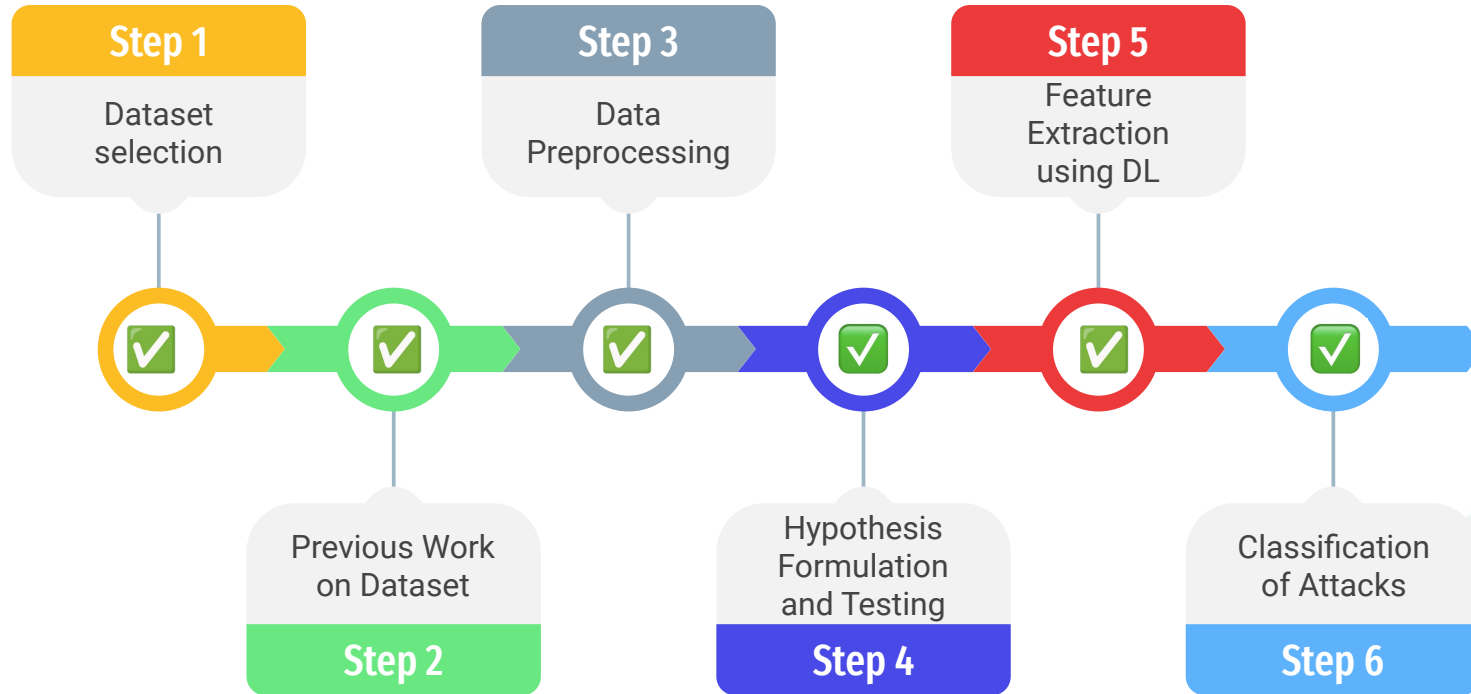 Step 1
Dataset
selection
Previous Work
on Dataset
Step 2
Step 3
Data
Preprocessing
Hypothesis
Formulation
and Testing
Step 4
Step 5
Feature
Extraction
using DL
Classification
of Attacks
Step 6